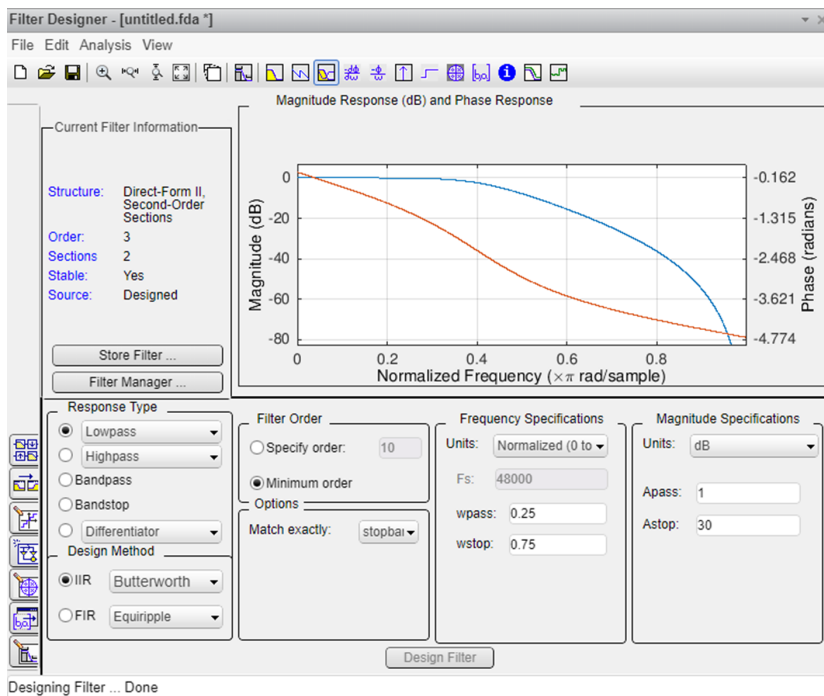 Filter Designer - [untitled.fda *]
File Edit Analysis View
Magnitude Response (dB) and Phase Response
Current Filter Information
Structure: Direct-Form II,
Second-Order
Sections
Order: 3
Sections 2
Stable: Yes
Source: Designed
Store Filter ...
Filter Manager ...
Magnitude (dB)
0
-20
-40
-60
-80
0 0.2 0.4 0.6 0.8
Normalized Frequency (×π rad/sample)
-0.162
-1.315
-2.468
-3.621
-4.774
Phase (radians)
Response Type
Lowpass
Highpass
Bandpass
Bandstop
Differentiator
Design Method
IIR Butterworth
FIR Equiripple
Filter Order
Specify order: 10
Minimum order
Options
Match exactly: stopba
Frequency Specifications
Units: Normalized (0 to
Fs: 48000
wpass: 0.25
wstop: 0.75
Magnitude Specifications
Units: dB
Apass: 1
Astop: 30
Design Filter
Designing Filter ... Done